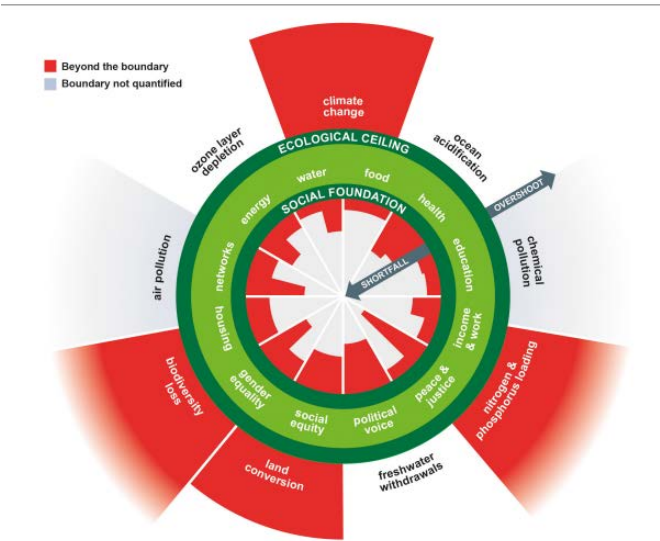 Beyond the boundary
Boundary not quantified
climate
change
ozone layer
depletion
ocean
acidification
ECOLOGICAL CEILING
water
food
energy
health
SOCIAL FOUNDATION
OVERSHOOT
networks
education
SHORTFALL
air pollution
chemical
pollution
housing
income
& work
gender
equality
peace &
justice
social
equity
political
voice
biodiversity
loss
nitrogen &
phosphorus loading
land
conversion
freshwater
withdrawals